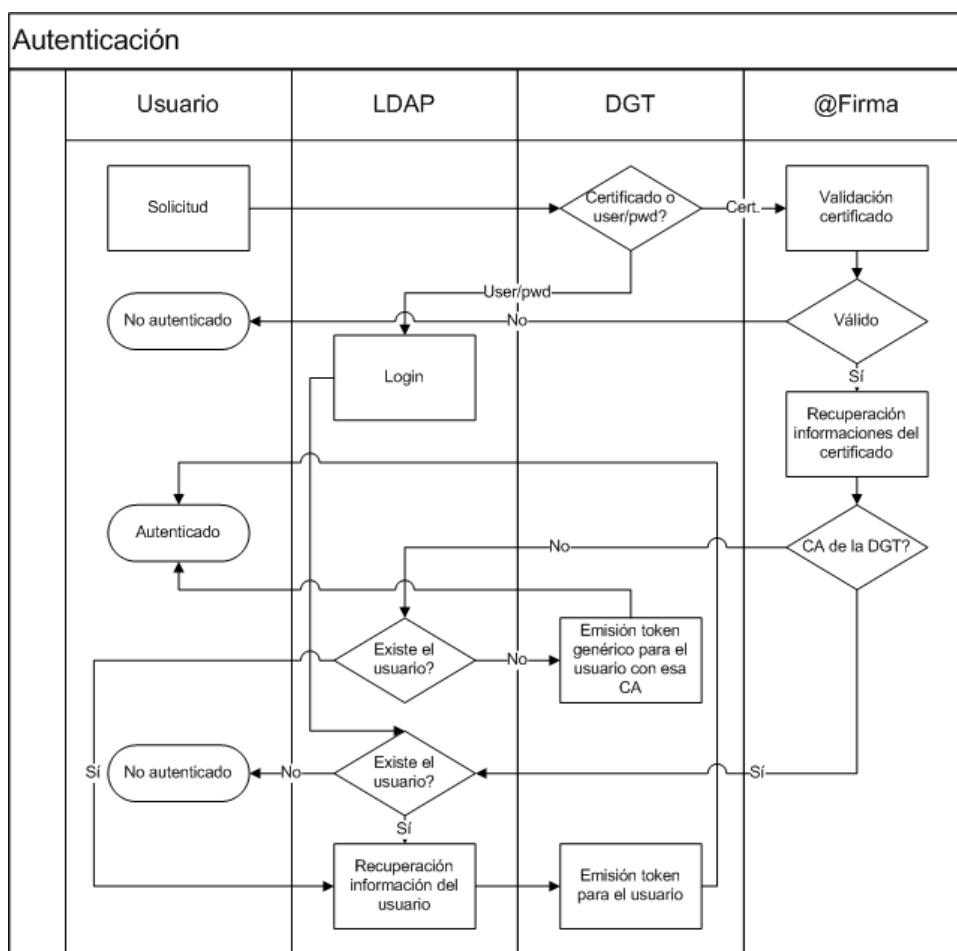 Autenticación
Usuario
LDAP
DGT
@Firma
Solicitud
Certificado o
user/pwd?
Cert.
Validación
certificado
User/pwd
No autenticado
No
Válido
Login
Sí
Recuperación
informaciones del
certificado
Autenticado
No
CA de la DGT?
Existe el
usuario?
No
Emisión token
genérico para el
usuario con esa
CA
Sí
No autenticado
No
Existe el
usuario?
Sí
Sí
Recuperación
información del
usuario
Emisión token
para el usuario